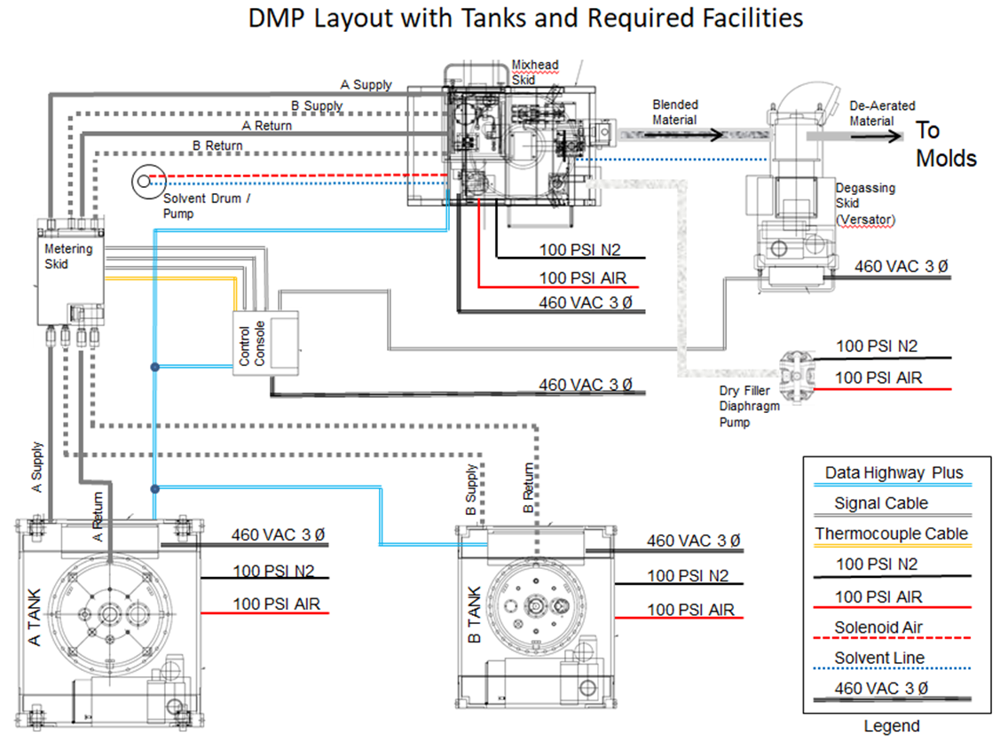 DMP Layout with Tanks and Required Facilities
Mixhead
Skid
A Supply
B Supply
A Return
B Return
Blended
Material
De-Aerated
Material
To
Molds
Solvent Drum /
Pump
Degassing
Skid
(Versator)
Metering
Skid
100 PSI N2
100 PSI AIR
460 VAC 3 Ø
460 VAC 3 Ø
Control
Console
460 VAC 3 Ø
100 PSI N2
100 PSI AIR
Dry Filler
Diaphragm
Pump
A Supply
A Return
B Supply
B Return
A TANK
460 VAC 3 Ø
100 PSI N2
100 PSI AIR
B TANK
460 VAC 3 Ø
100 PSI N2
100 PSI AIR
Data Highway Plus
Signal Cable
Thermocouple Cable
100 PSI N2
100 PSI AIR
Solenoid Air
Solvent Line
460 VAC 3 Ø
Legend